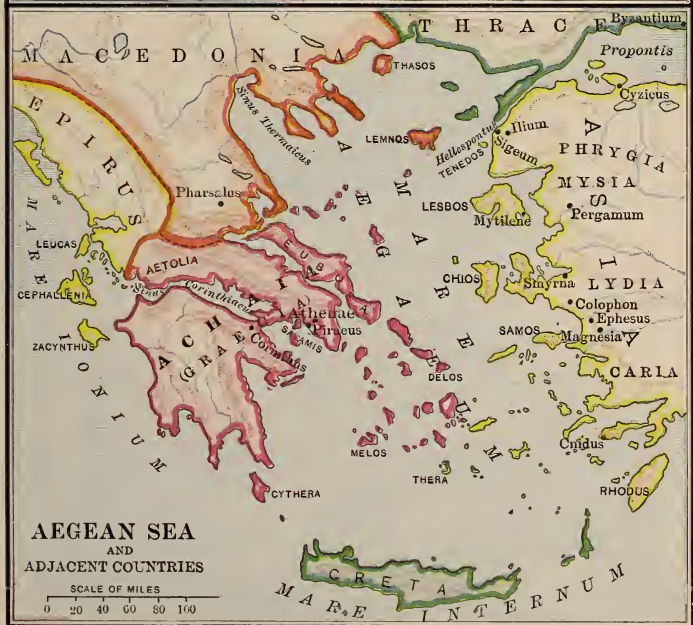 THRACE
Byzantium
MACEDONIA
Propontis
THASOS
Cyzicus
Sinus Thermaicus
EPIRUS
LEMNOS
Hellespontus
Ilium
Sigeum
TENEDOS
ASIA
PHRYGIA
MYSIA
Pharsalus
LESBOS
Mytilene
Pergamum
MARE AEGAEUM
MARE IONIUM
LEUCAS
AETOLIA
EUBOEA
CHIOS
Smyrna
LYDIA
CEPHALLENIA
Sinus Corinthiacus
Colophon
Athenae
Ephesus
Piraeus
SAMOS
Magnesia
ACHAIA
(GRAE
SALAMIS
Corinthus
ZACYNTHUS
CARIA
DELOS
Cnidus
MELOS
THERA
RHODUS
CYTHERA
AEGEAN SEA
AND
ADJACENT COUNTRIES
SCALE OF MILES
0 20 40 60 80 100
CRETA
MARE INTERNUM